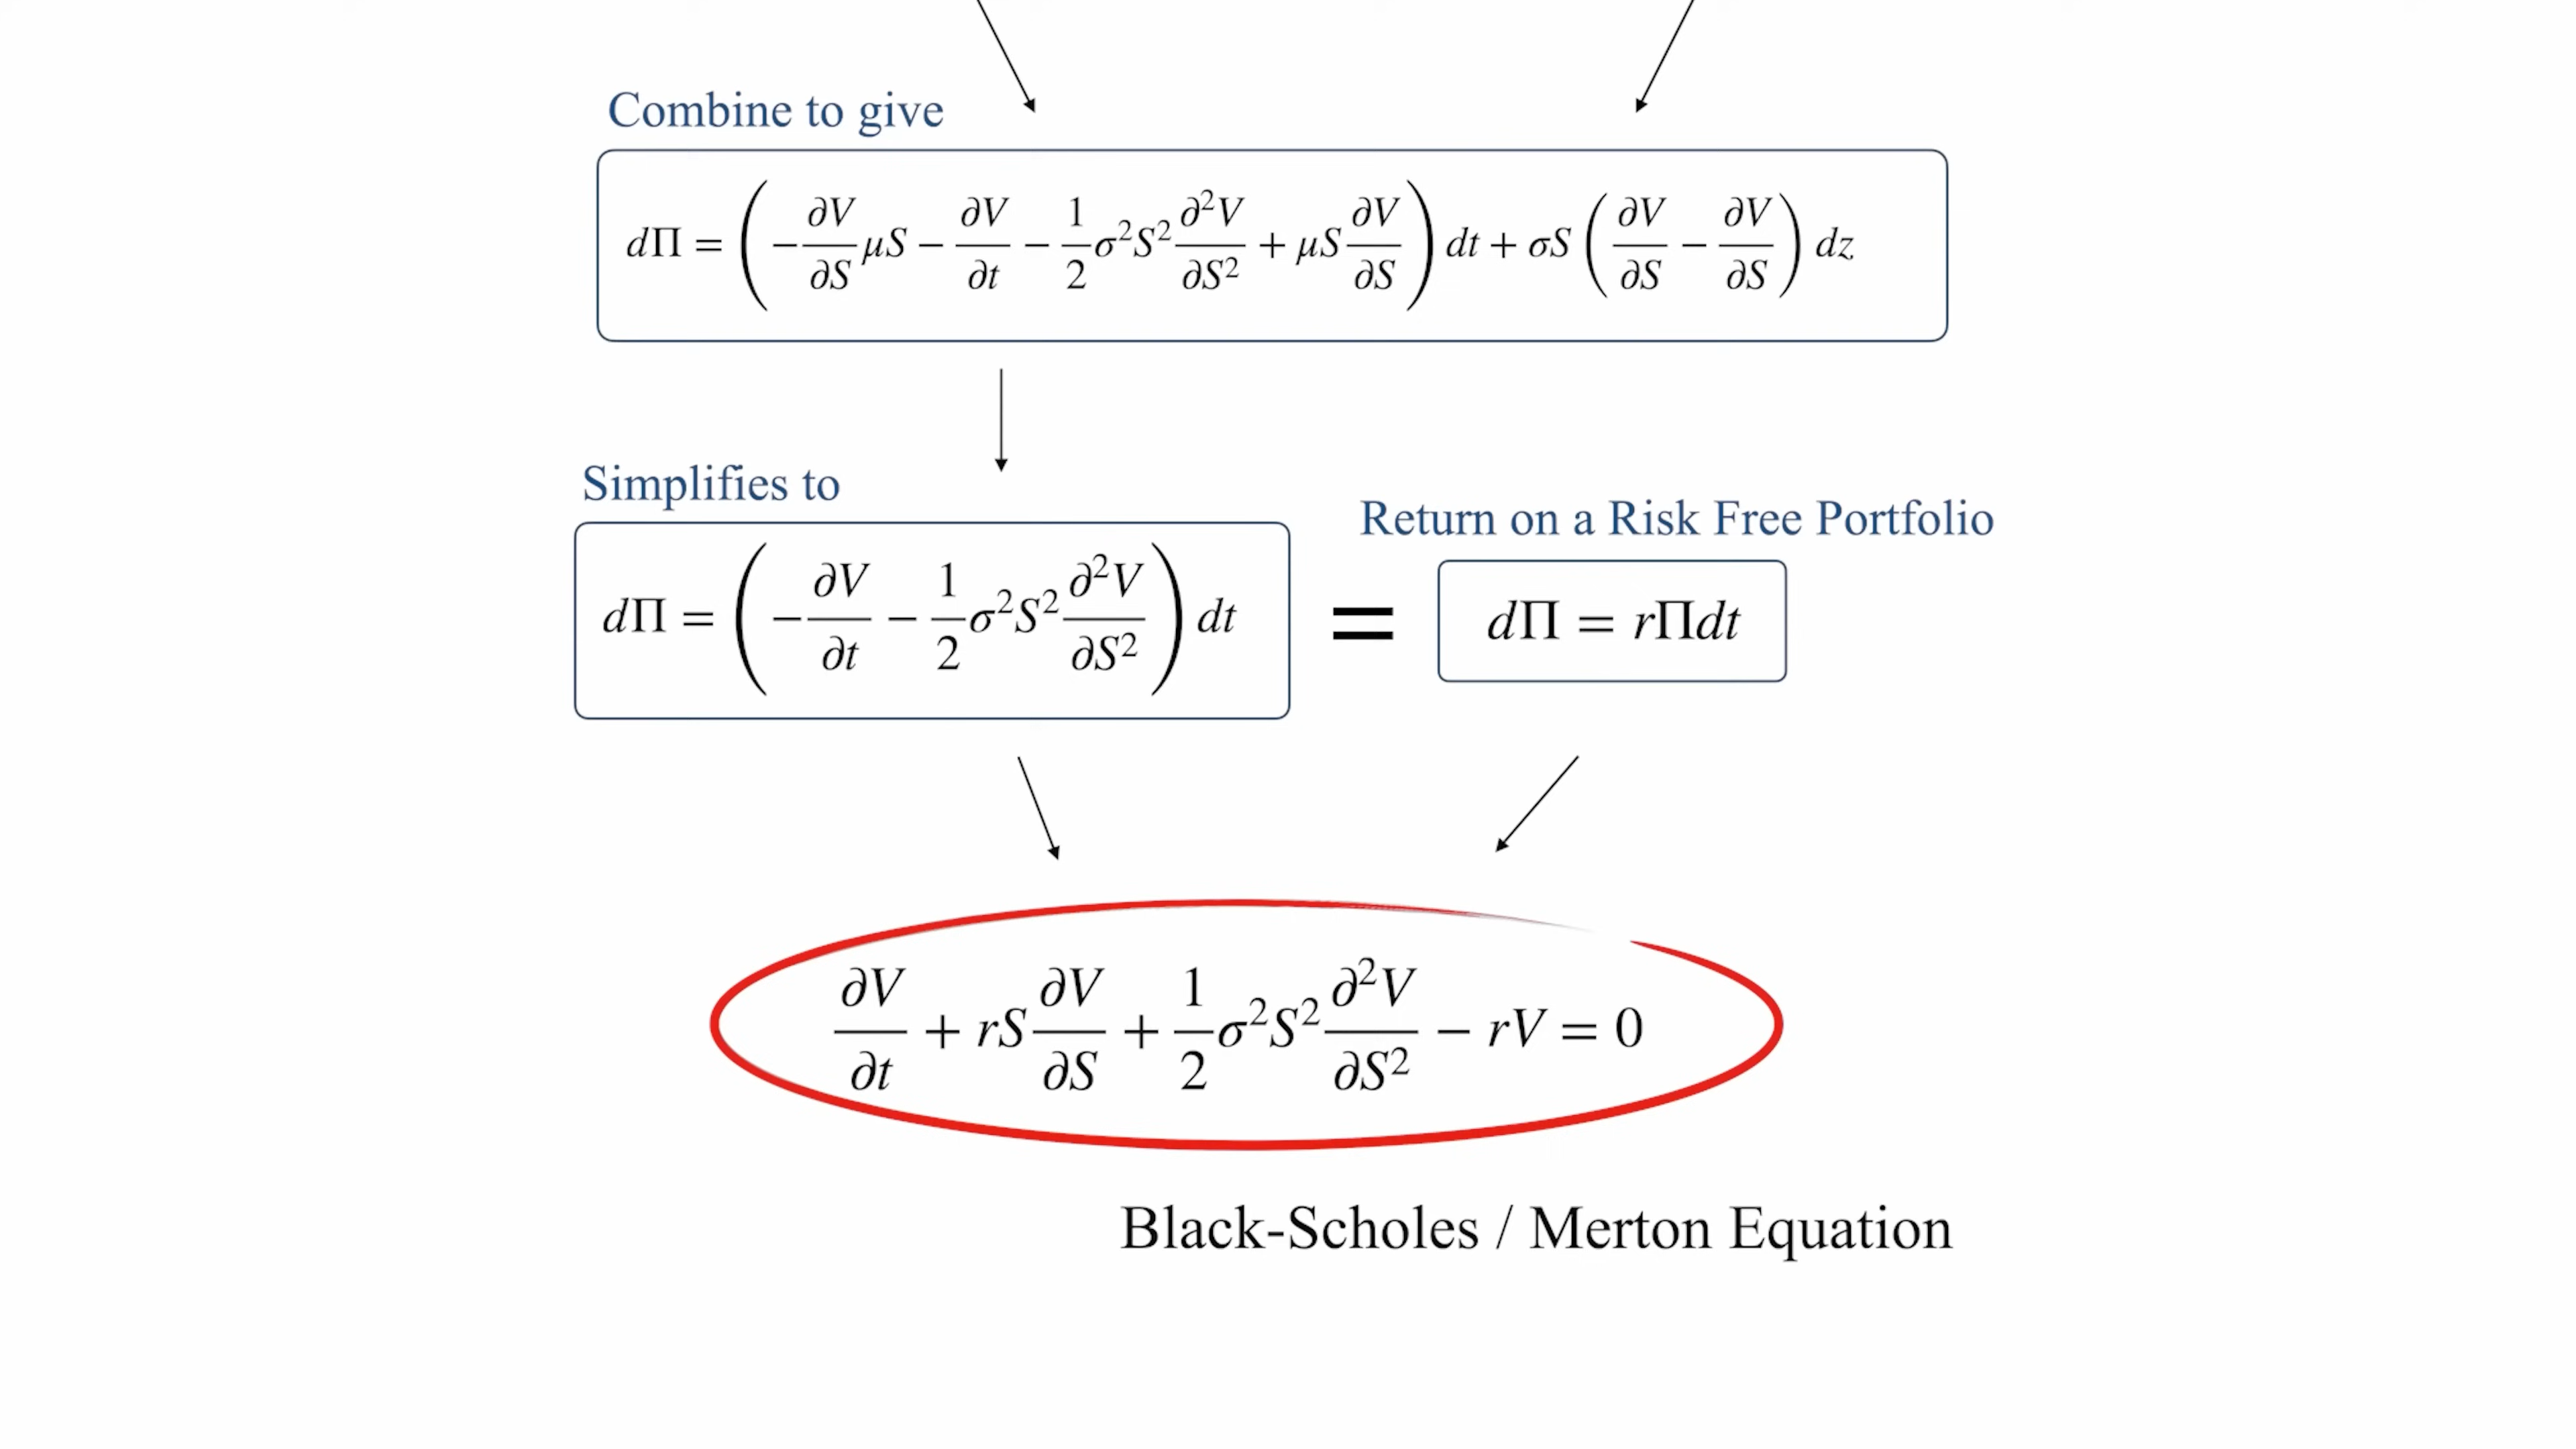 Combine to give
dΠ = (−∂V/∂S μS − ∂V/∂t − 1/2 σ²S² ∂²V/∂S² + μS ∂V/∂S) dt + σS (∂V/∂S − ∂V/∂S) dz
Simplifies to
Return on a Risk Free Portfolio
dΠ = (−∂V/∂t − 1/2 σ²S² ∂²V/∂S²) dt = dΠ = rΠdt
∂V/∂t + rS ∂V/∂S + 1/2 σ²S² ∂²V/∂S² − rV = 0
Black-Scholes / Merton Equation